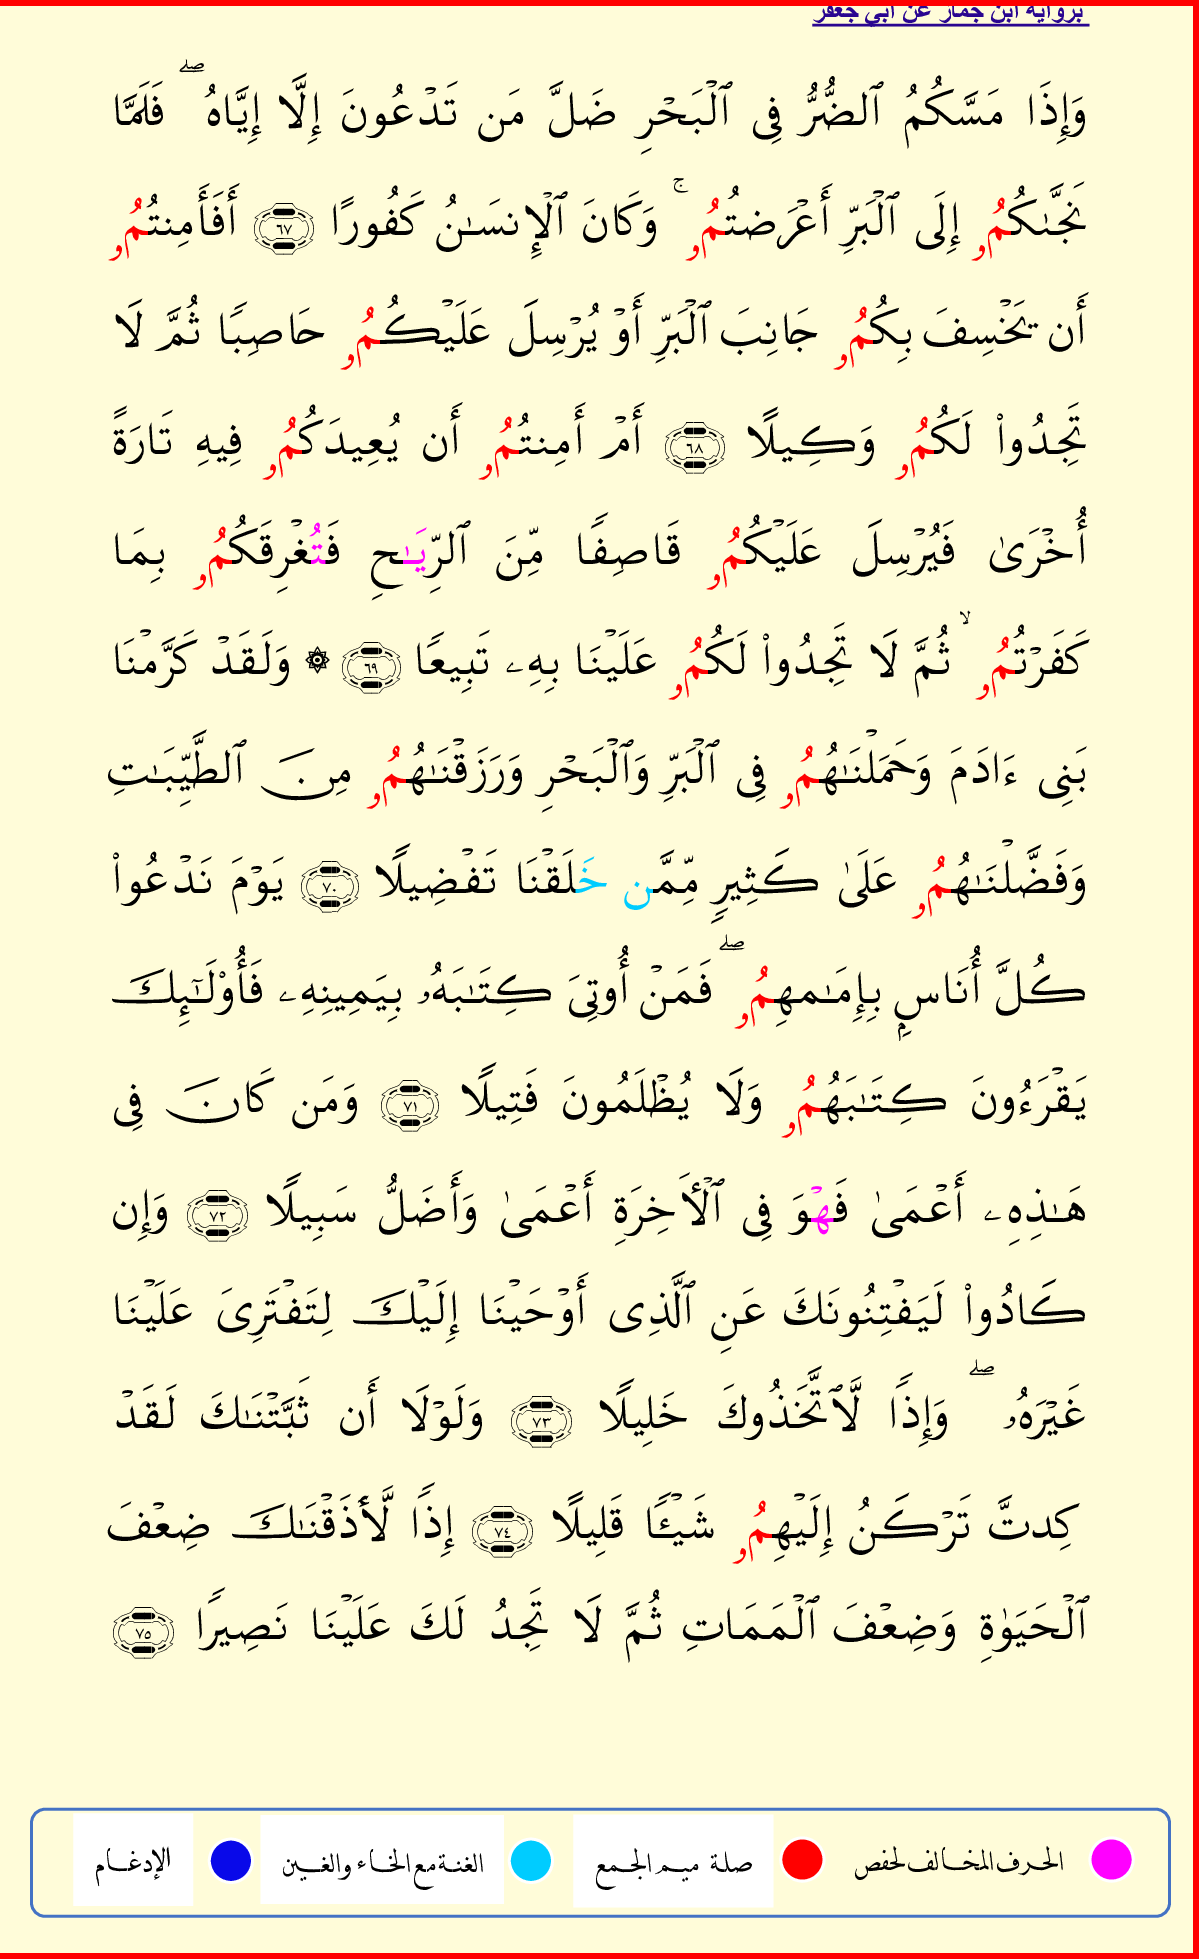 برواية ابن جماز عن أبي جعفر
وَإِذَا مَسَّكُمُ ٱلضُّرُّ فِى ٱلۡبَحۡرِ ضَلَّ مَن تَدۡعُونَ إِلَّا إِيَّاهُ ۖ فَلَمَّا
نَجَّىٰكُمُۥ إِلَى ٱلۡبَرِّ أَعۡرَضتُمُۥ ۚ وَكَانَ ٱلۡإِنسَـٰنُ كَفُورًا ٦٧ أَفَأَمِنتُمُۥ
أَن يَخۡسِفَ بِكُمُۥ جَانِبَ ٱلۡبَرِّ أَوۡ يُرۡسِلَ عَلَيۡكُمُۥ حَاصِبًا ثُمَّ لَا
تَجِدُواْ لَكُمُۥ وَكِيلًا ٦٨ أَمۡ أَمِنتُمُۥ أَن يُعِيدَكُمُۥ فِيهِ تَارَةً
أُخۡرَىٰ فَيُرۡسِلَ عَلَيۡكُمُۥ قَاصِفًا مِّنَ ٱلرِّيَـٰحِ فَتُغۡرِقَكُمُۥ بِمَا
كَفَرۡتُمُۥ ۙ ثُمَّ لَا تَجِدُواْ لَكُمُۥ عَلَيۡنَا بِهِۦ تَبِيعًا ٦٩ ۞ وَلَقَدۡ كَرَّمۡنَا
بَنِى ءَادَمَ وَحَمَلۡنَـٰهُمُۥ فِى ٱلۡبَرِّ وَٱلۡبَحۡرِ وَرَزَقۡنَـٰهُمُۥ مِنَ ٱلطَّيِّبَـٰتِ
وَفَضَّلۡنَـٰهُمُۥ عَلَىٰ كَثِيرٍ مِّمَّن خَلَقۡنَا تَفۡضِيلًا ٧٠ يَوۡمَ نَدۡعُواْ
كُلَّ أُنَاسٍۭ بِإِمَـٰمِهِمُۥ ۖ فَمَنۡ أُوتِىَ كِتَـٰبَهُۥ بِيَمِينِهِۦ فَأُوْلَـٰٓئِكَ
يَقۡرَءُونَ كِتَـٰبَهُمُۥ وَلَا يُظۡلَمُونَ فَتِيلًا ٧١ وَمَن كَانَ فِى
هَـٰذِهِۦ أَعۡمَىٰ فَهۡوَ فِى ٱلۡأَخِرَةِ أَعۡمَىٰ وَأَضَلُّ سَبِيلًا ٧٢ وَإِن
كَادُواْ لَيَفۡتِنُونَكَ عَنِ ٱلَّذِى أَوۡحَيۡنَا إِلَيۡكَ لِتَفۡتَرِىَ عَلَيۡنَا
غَيۡرَهُۥ ۖ وَإِذًا لَّٱتَّخَذُوكَ خَلِيلًا ٧٣ وَلَوۡلَا أَن ثَبَّتۡنَـٰكَ لَقَدۡ
كِدتَّ تَرۡكَنُ إِلَيۡهِمُۥ شَيۡـًٔا قَلِيلًا ٧٤ إِذًا لَّأَذَقۡنَـٰكَ ضِعۡفَ
ٱلۡحَيَوٰةِ وَضِعۡفَ ٱلۡمَمَاتِ ثُمَّ لَا تَجِدُ لَكَ عَلَيۡنَا نَصِيرًا ٧٥
الحرف المخالف لحفص صلة ميم الجمع الغنة مع الخاء والغين الإدغام